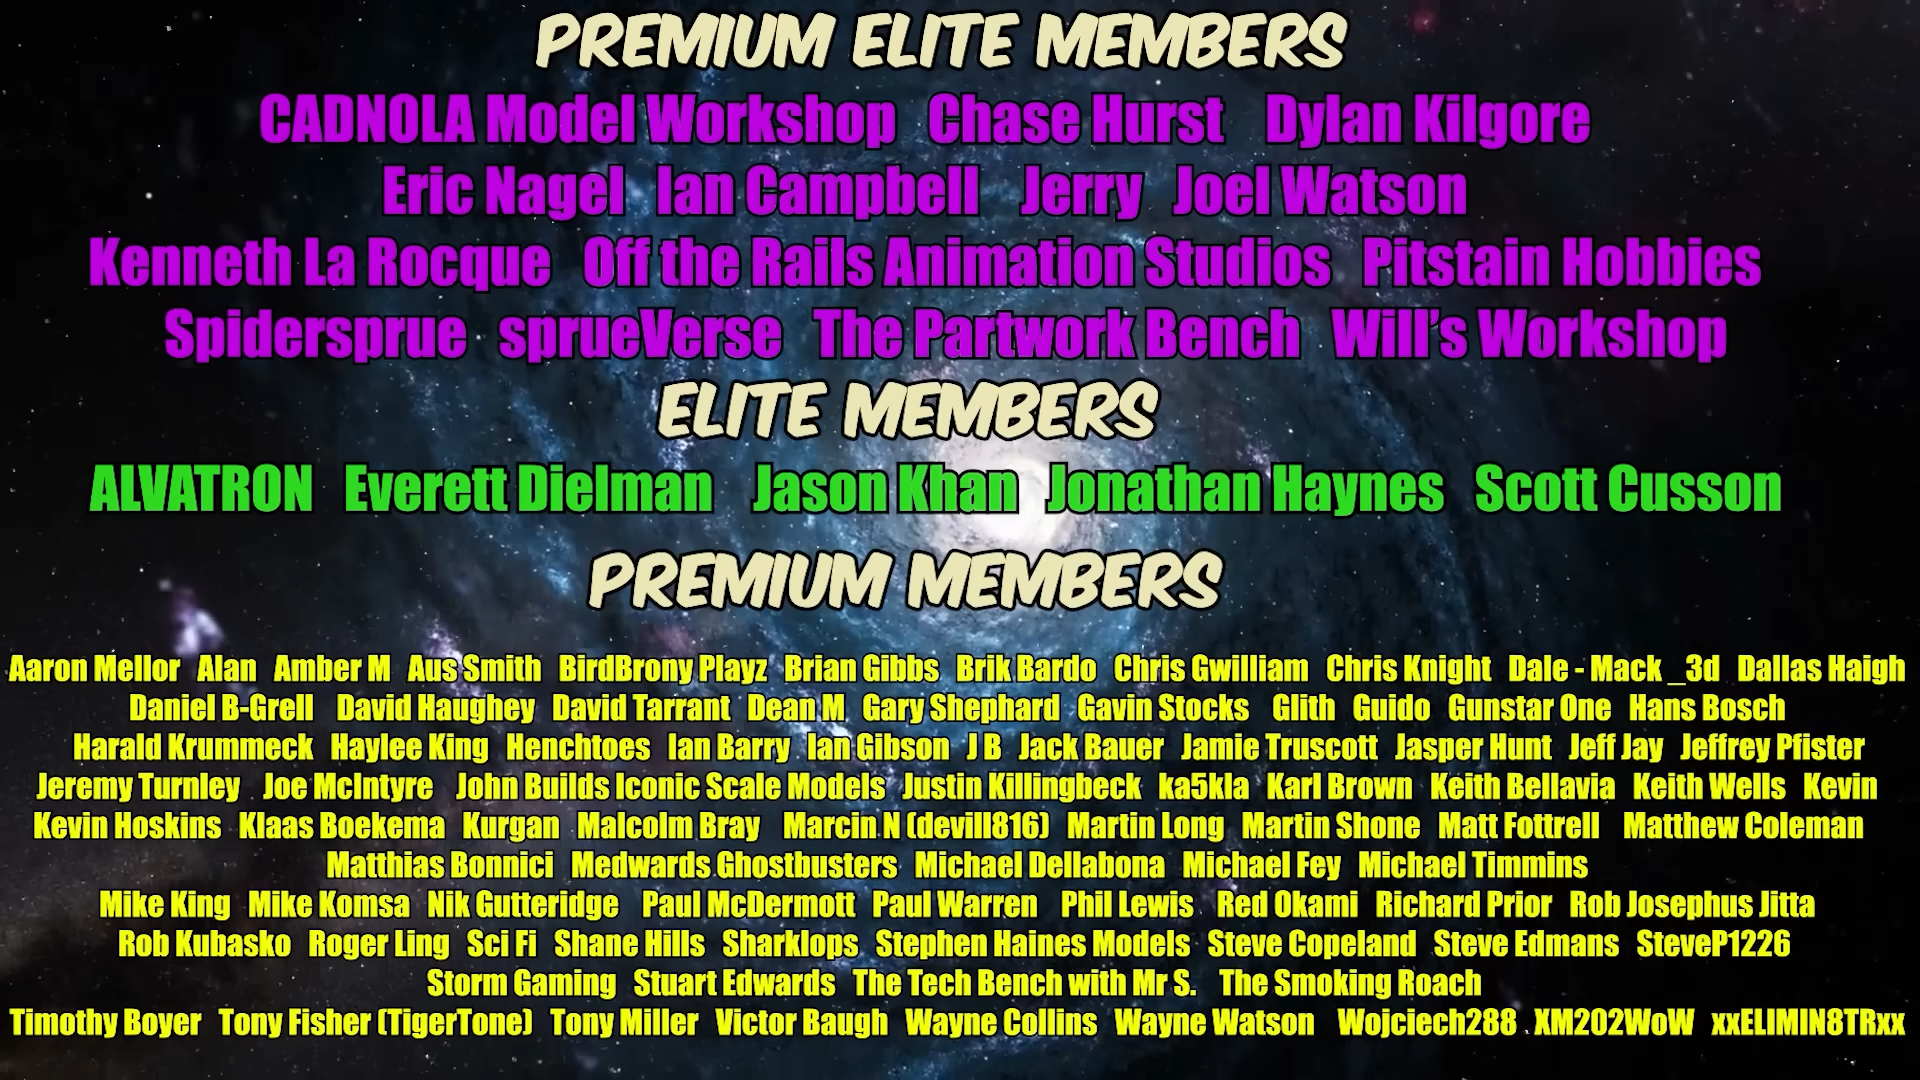 PREMIUM ELITE MEMBERS
CADNOLA Model Workshop Chase Hurst Dylan Kilgore
Eric Nagel Ian Campbell Jerry Joel Watson
Kenneth La Rocque Off the Rails Animation Studios Pitstain Hobbies
Spidersprue sprueVerse The Partwork Bench Will's Workshop
ELITE MEMBERS
ALVATRON Everett Dielman Jason Khan Jonathan Haynes Scott Cusson
PREMIUM MEMBERS
Aaron Mellor Alan Amber M Aus Smith BirdBrony Playz Brian Gibbs Brik Bardo Chris Gwilliam Chris Knight Dale - Mack _3d Dallas Haigh
Daniel B-Grell David Haughey David Tarrant Dean M Gary Shephard Gavin Stocks Glith Guido Gunstar One Hans Bosch
Harald Krummeck Haylee King Henchtoes Ian Barry Ian Gibson J B Jack Bauer Jamie Truscott Jasper Hunt Jeff Jay Jeffrey Pfister
Jeremy Turnley Joe McIntyre John Builds Iconic Scale Models Justin Killingbeck ka5kla Karl Brown Keith Bellavia Keith Wells Kevin
Kevin Hoskins Klaas Boekema Kurgan Malcolm Bray Marcin N (devill816) Martin Long Martin Shone Matt Fottrell Matthew Coleman
Matthias Bonnici Medwards Ghostbusters Michael Dellabona Michael Fey Michael Timmins
Mike King Mike Komsa Nik Gutteridge Paul McDermott Paul Warren Phil Lewis Red Okami Richard Prior Rob Josephus Jitta
Rob Kubasko Roger Ling Sci Fi Shane Hills Sharklops Stephen Haines Models Steve Copeland Steve Edmans SteveP1226
Storm Gaming Stuart Edwards The Tech Bench with Mr S. The Smoking Roach
Timothy Boyer Tony Fisher (TigerTone) Tony Miller Victor Baugh Wayne Collins Wayne Watson Wojciech288 XM202WoW xxELIMIN8TRxx